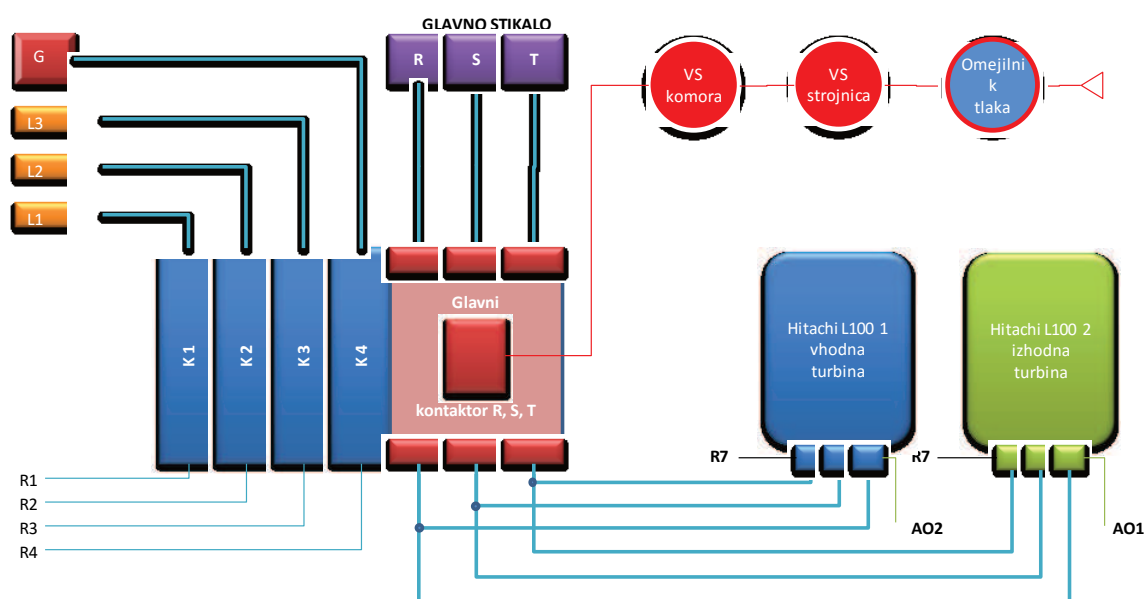 GLAVNO STIKALO
G
R
S
T
VS
komora
VS
strojnica
Omejilni
k
tlaka
L3
L2
L1
K 1
K 2
K 3
K 4
Glavni
kontaktor R, S, T
Hitachi L100 1
vhodna
turbina
Hitachi L100 2
izhodna
turbina
R7
R7
R1
R2
R3
R4
AO2
AO1